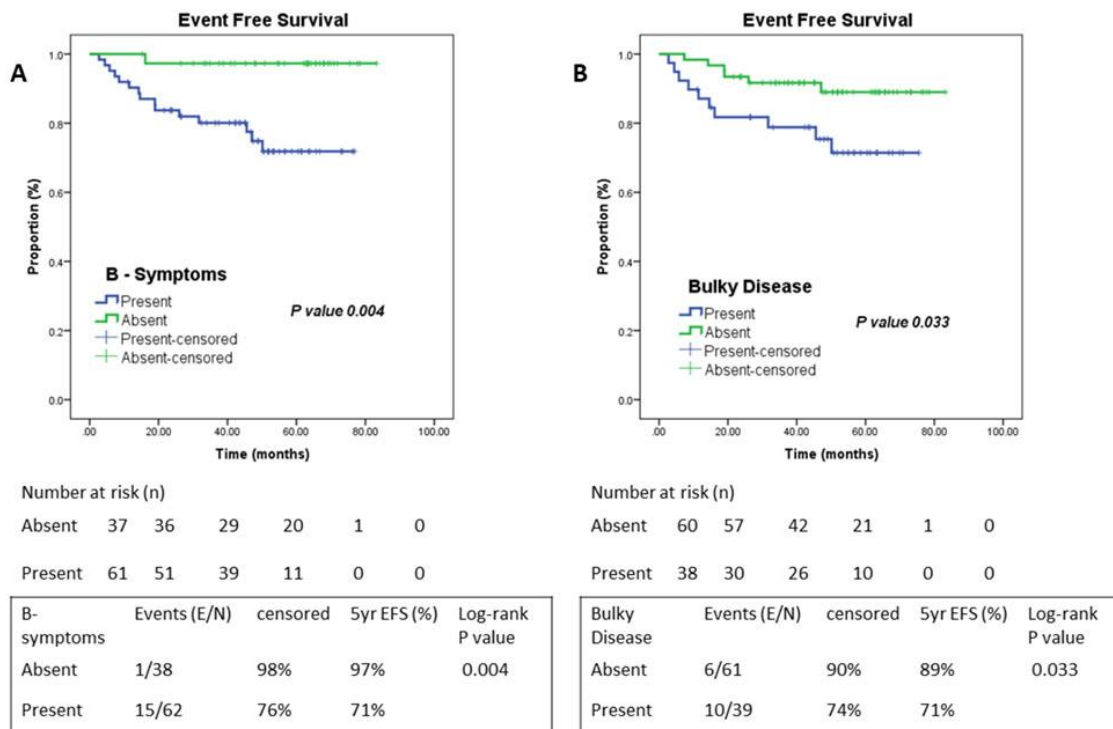 Event Free Survival
A
1.0
0.8
0.6
0.4
0.2
0.0
Proportion (%)
B - Symptoms
Present
Absent
Present-censored
Absent-censored
P value 0.004
.00 20.00 40.00 60.00 80.00 100.00
Time (months)
Number at risk (n)
Absent 37 36 29 20 1 0
Present 61 51 39 11 0 0
B-symptoms Events (E/N) censored 5yr EFS (%) Log-rank P value
Absent 1/38 98% 97% 0.004
Present 15/62 76% 71%
Event Free Survival
B
1.0
0.8
0.6
0.4
0.2
0.0
Proportion (%)
Bulky Disease
Present
Absent
Present-censored
Absent-censored
P value 0.033
.00 20.00 40.00 60.00 80.00 100.00
Time (months)
Number at risk (n)
Absent 60 57 42 21 1 0
Present 38 30 26 10 0 0
Bulky Disease Events (E/N) censored 5yr EFS (%) Log-rank P value
Absent 6/61 90% 89% 0.033
Present 10/39 74% 71%